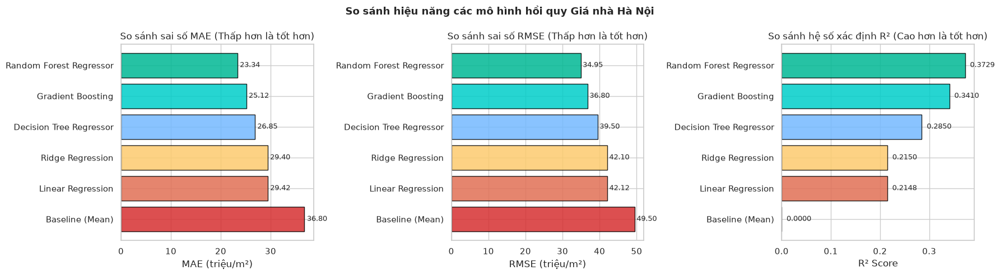 So sánh hiệu năng các mô hình hồi quy Giá nhà Hà Nội
So sánh sai số MAE (Thấp hơn là tốt hơn)
Random Forest Regressor 23.34
Gradient Boosting 25.12
Decision Tree Regressor 26.85
Ridge Regression 29.40
Linear Regression 29.42
Baseline (Mean) 36.80
0 10 20 30
MAE (triệu/m²)
So sánh sai số RMSE (Thấp hơn là tốt hơn)
Random Forest Regressor 34.95
Gradient Boosting 36.80
Decision Tree Regressor 39.50
Ridge Regression 42.10
Linear Regression 42.12
Baseline (Mean) 49.50
0 10 20 30 40 50
RMSE (triệu/m²)
So sánh hệ số xác định R² (Cao hơn là tốt hơn)
Random Forest Regressor 0.3729
Gradient Boosting 0.3410
Decision Tree Regressor 0.2850
Ridge Regression 0.2150
Linear Regression 0.2148
Baseline (Mean) 0.0000
0.0 0.1 0.2 0.3
R² Score